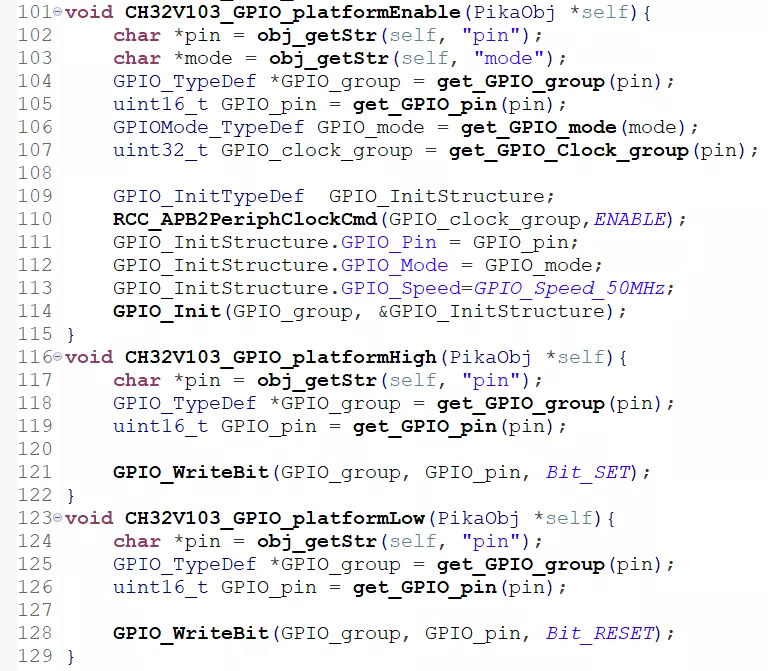 101 void CH32V103_GPIO_platformEnable(PikaObj *self){
102     char *pin = obj_getStr(self, "pin");
103     char *mode = obj_getStr(self, "mode");
104     GPIO_TypeDef *GPIO_group = get_GPIO_group(pin);
105     uint16_t GPIO_pin = get_GPIO_pin(pin);
106     GPIOMode_TypeDef GPIO_mode = get_GPIO_mode(mode);
107     uint32_t GPIO_clock_group = get_GPIO_Clock_group(pin);
108
109     GPIO_InitTypeDef  GPIO_InitStructure;
110     RCC_APB2PeriphClockCmd(GPIO_clock_group,ENABLE);
111     GPIO_InitStructure.GPIO_Pin = GPIO_pin;
112     GPIO_InitStructure.GPIO_Mode = GPIO_mode;
113     GPIO_InitStructure.GPIO_Speed=GPIO_Speed_50MHz;
114     GPIO_Init(GPIO_group, &GPIO_InitStructure);
115 }
116 void CH32V103_GPIO_platformHigh(PikaObj *self){
117     char *pin = obj_getStr(self, "pin");
118     GPIO_TypeDef *GPIO_group = get_GPIO_group(pin);
119     uint16_t GPIO_pin = get_GPIO_pin(pin);
120
121     GPIO_WriteBit(GPIO_group, GPIO_pin, Bit_SET);
122 }
123 void CH32V103_GPIO_platformLow(PikaObj *self){
124     char *pin = obj_getStr(self, "pin");
125     GPIO_TypeDef *GPIO_group = get_GPIO_group(pin);
126     uint16_t GPIO_pin = get_GPIO_pin(pin);
127
128     GPIO_WriteBit(GPIO_group, GPIO_pin, Bit_RESET);
129 }